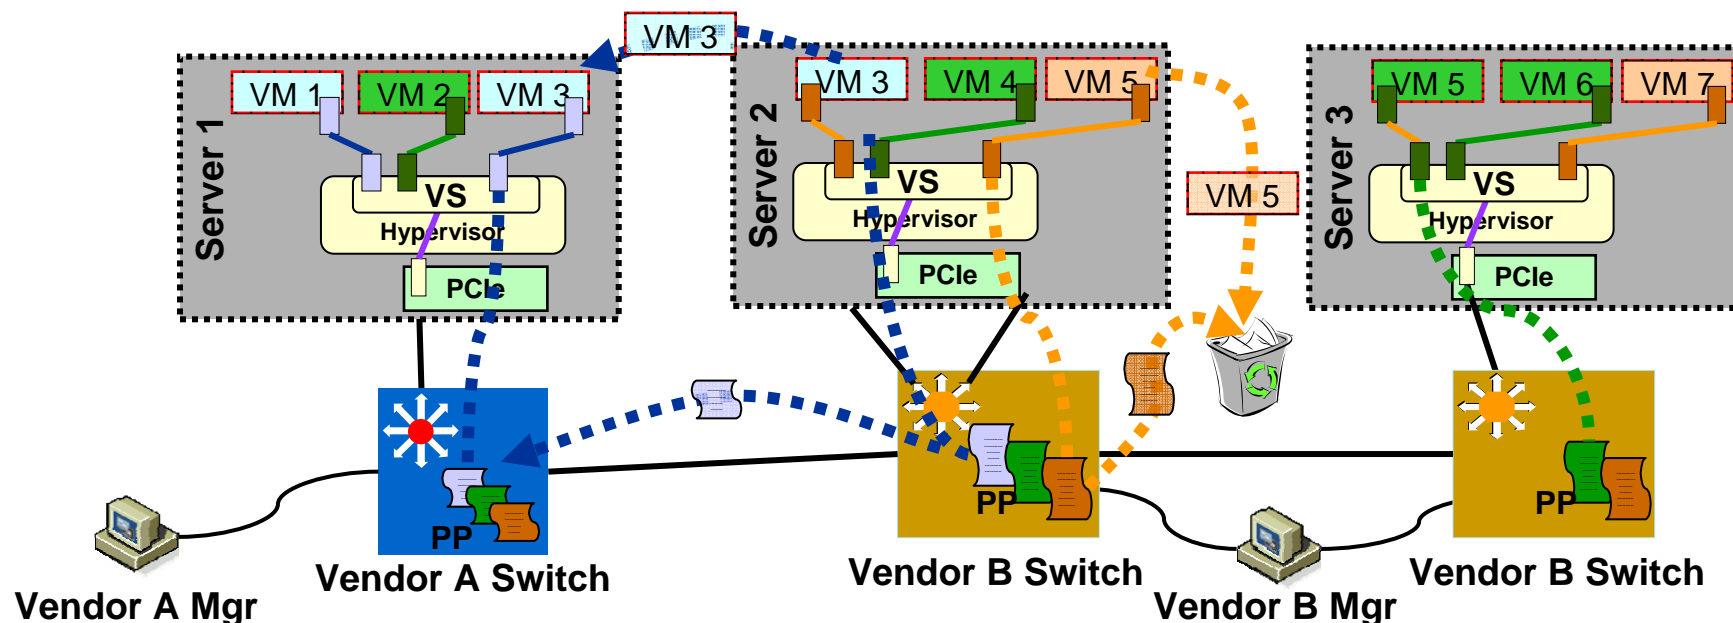 VM 3
VM 1
VM 2
VM 3
Server 1
VS
Hypervisor
PCIe
VM 3
VM 4
VM 5
Server 2
VS
Hypervisor
PCIe
VM 5
VM 5
VM 6
VM 7
Server 3
VS
Hypervisor
PCIe
PP
Vendor A Switch
Vendor A Mgr
PP
Vendor B Switch
Vendor B Mgr
PP
Vendor B Switch